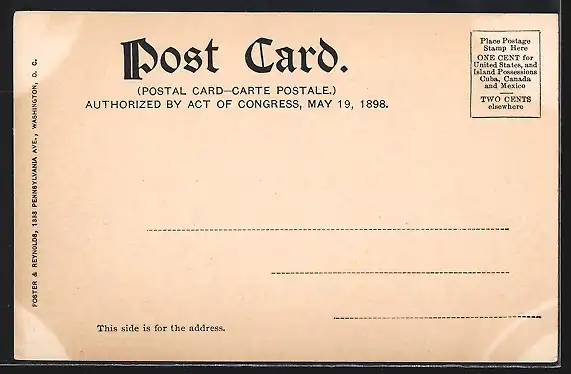 Post Card.
(POSTAL CARD—CARTE POSTALE.)
AUTHORIZED BY ACT OF CONGRESS, MAY 19, 1898.
Place Postage
Stamp Here
ONE CENT for
United States, and
Island Possessions
Cuba, Canada
and Mexico
TWO CENTS
elsewhere
FOSTER & REYNOLDS, 1338 PENNSYLVANIA AVE., WASHINGTON, D. C.
This side is for the address.